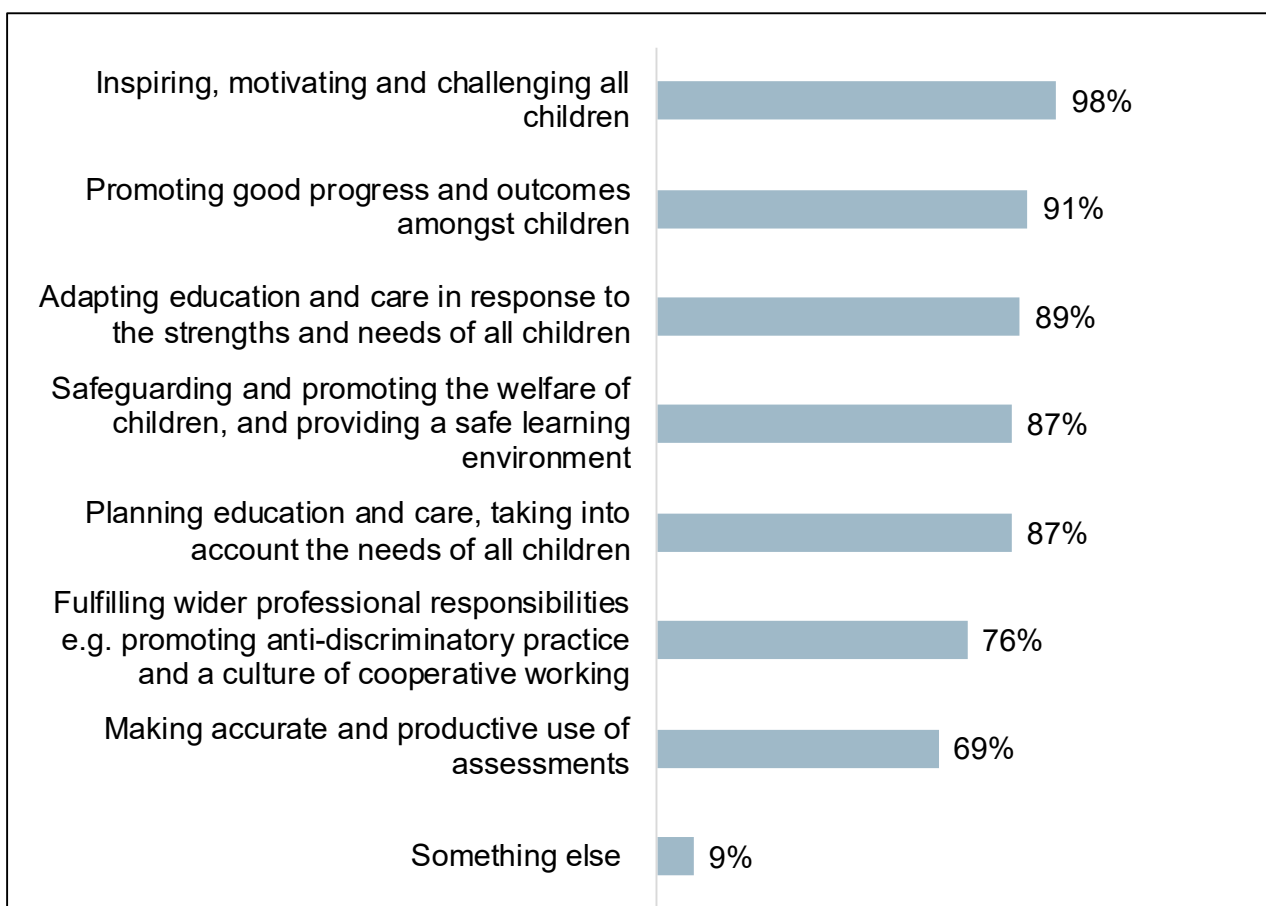 Inspiring, motivating and challenging all
children
98%
Promoting good progress and outcomes
amongst children
91%
Adapting education and care in response to
the strengths and needs of all children
89%
Safeguarding and promoting the welfare of
children, and providing a safe learning
environment
87%
Planning education and care, taking into
account the needs of all children
87%
Fulfilling wider professional responsibilities
e.g. promoting anti-discriminatory practice
and a culture of cooperative working
76%
Making accurate and productive use of
assessments
69%
Something else
9%